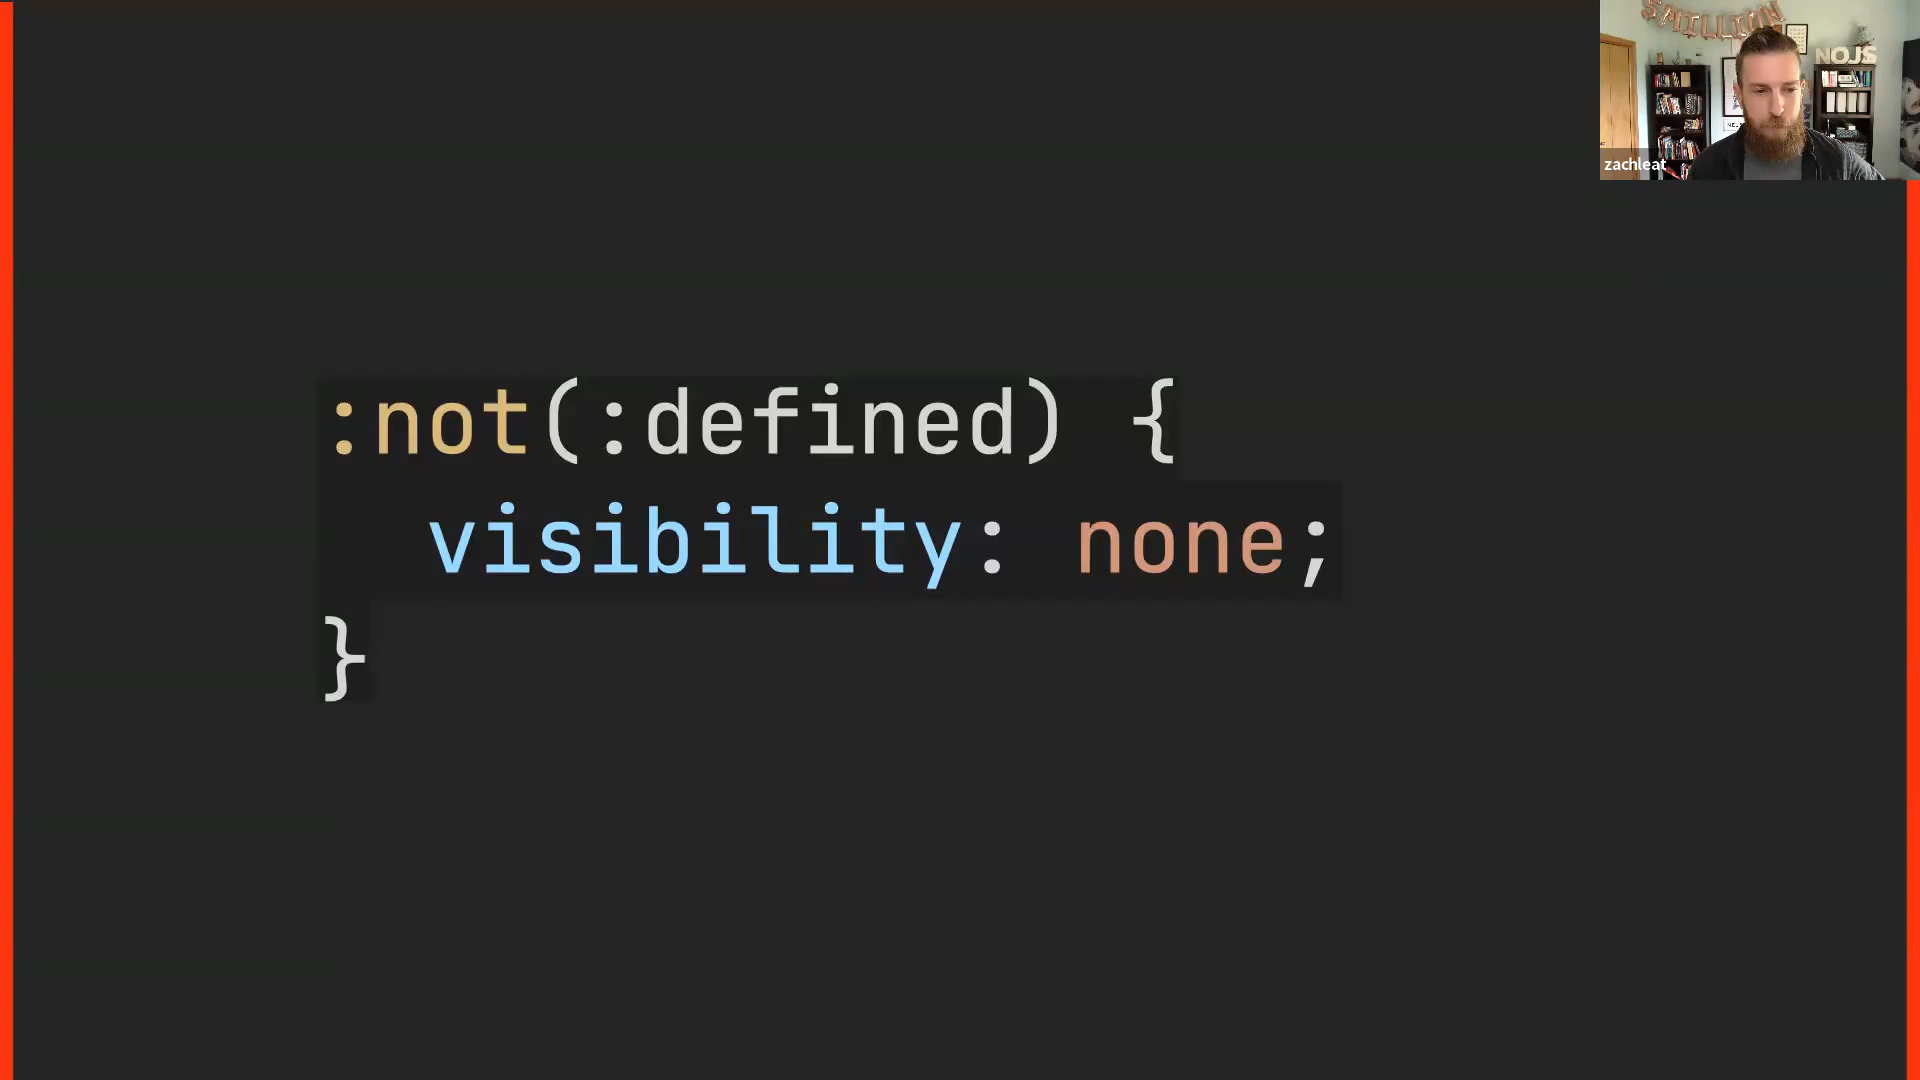 :not(:defined) {
visibility: none;
}
zachleat
NOJS